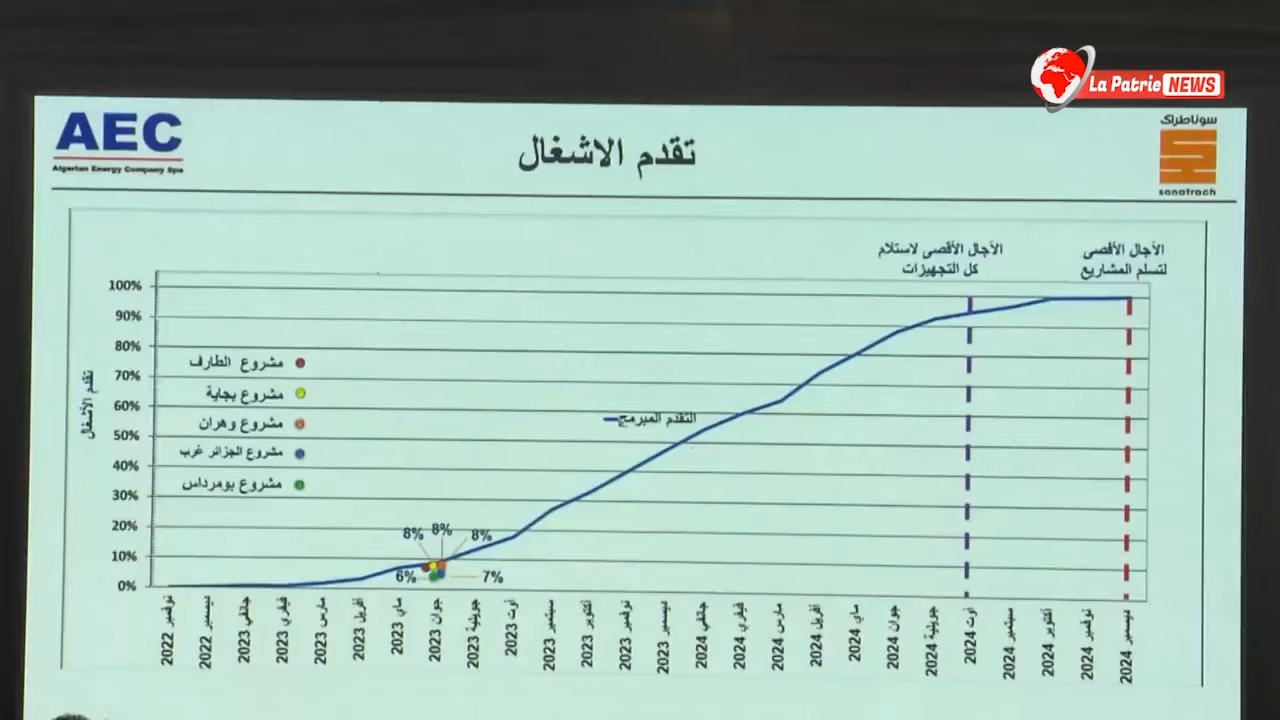 La Patrie NEWS
AEC
Algerian Energy Company Spa
تقدم الاشغال
سوناطراك
sonatrach
الآجال الأقصى لاستلام
كل التجهيزات
الآجال الأقصى
لتسلم المشاريع
تقدم الأشغال
100%
90%
80%
70%
60%
50%
40%
30%
20%
10%
0%
مشروع الطارف
مشروع بجاية
مشروع وهران
مشروع الجزائر غرب
مشروع بومرداس
التقدم المبرمج
8%
8%
8%
6%
7%
نوفمبر 2022
ديسمبر 2022
جانفي 2023
فيفري 2023
مارس 2023
أفريل 2023
ماي 2023
جوان 2023
جويلية 2023
أوت 2023
سبتمبر 2023
أكتوبر 2023
نوفمبر 2023
ديسمبر 2023
جانفي 2024
فيفري 2024
مارس 2024
أفريل 2024
ماي 2024
جوان 2024
جويلية 2024
أوت 2024
سبتمبر 2024
أكتوبر 2024
نوفمبر 2024
ديسمبر 2024